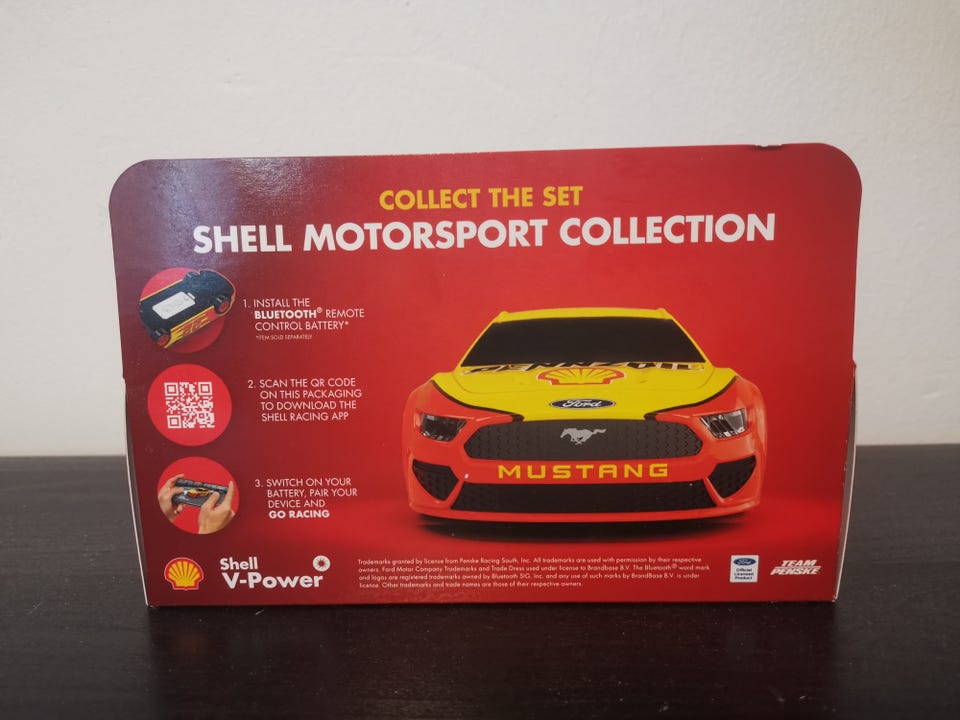 COLLECT THE SET
SHELL MOTORSPORT COLLECTION
1. INSTALL THE
BLUETOOTH® REMOTE
CONTROL BATTERY*
*ITEM SOLD SEPARATELY
2. SCAN THE QR CODE
ON THIS PACKAGING
TO DOWNLOAD THE
SHELL RACING APP
3. SWITCH ON YOUR
BATTERY, PAIR YOUR
DEVICE AND
GO RACING
PENNZOIL
Ford
MUSTANG
Shell
V-Power
Trademarks granted by license from Penske Racing South, Inc. All trademarks are used with permission by their respective
owners. Ford Motor Company Trademarks and Trade Dress used under license to BrandBase B.V. The Bluetooth® word mark
and logos are registered trademarks owned by Bluetooth SIG, Inc. and any use of such marks by BrandBase B.V. is under
license. Other trademarks and trade names are those of their respective owners.
Ford
Official
Licensed
Product
TEAM
PENSKE